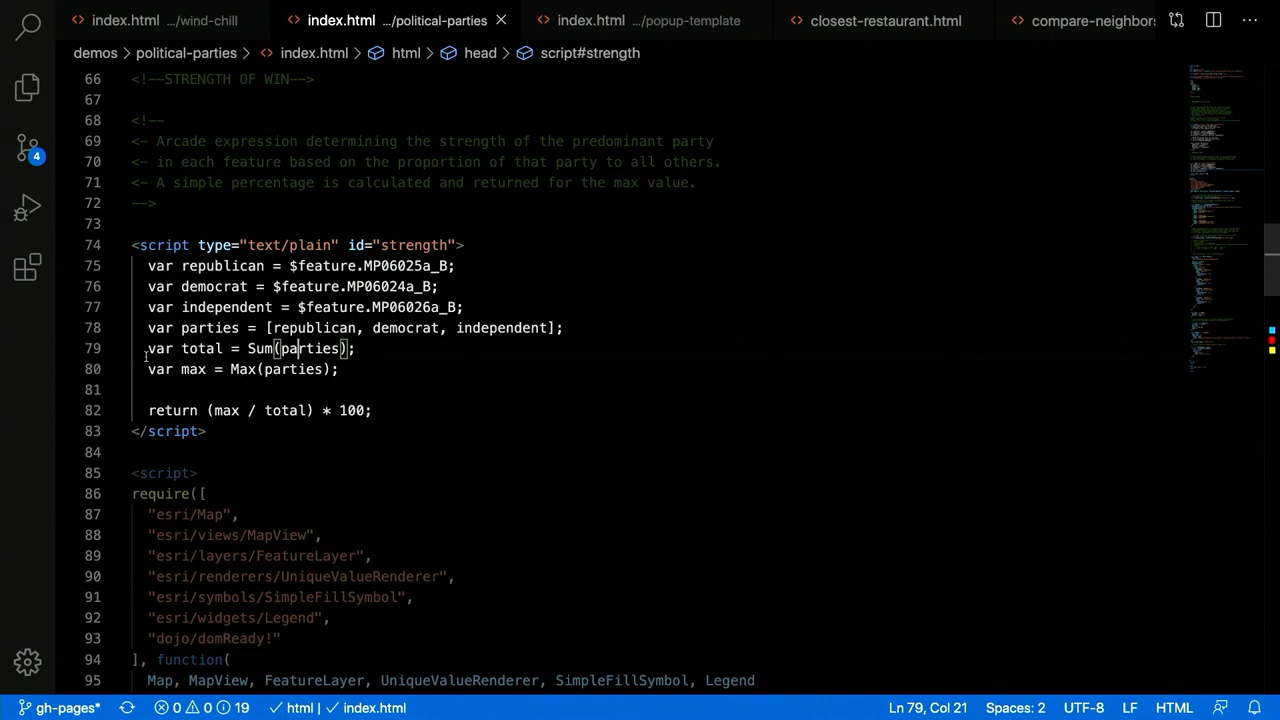 index.html .../wind-chill
index.html .../political-parties
index.html .../popup-template
closest-restaurant.html
compare-neighbors
demos > political-parties > index.html > html > head > script#strength
66 <!--STRENGTH OF WIN-->
67
68 <!--
69 <- Arcade expression determining the strength of the predominant party
70 <- in each feature based on the proportion of that party to all others.
71 <- A simple percentage is calculated and returned for the max value.
72 -->
73
74 <script type="text/plain" id="strength">
75 var republican = $feature.MP06025a_B;
76 var democrat = $feature.MP06024a_B;
77 var independent = $feature.MP06026a_B;
78 var parties = [republican, democrat, independent];
79 var total = Sum(parties);
80 var max = Max(parties);
81
82 return (max / total) * 100;
83 </script>
84
85 <script>
86 require([
87 "esri/Map",
88 "esri/views/MapView",
89 "esri/layers/FeatureLayer",
90 "esri/renderers/UniqueValueRenderer",
91 "esri/symbols/SimpleFillSymbol",
92 "esri/widgets/Legend",
93 "dojo/domReady!"
94 ], function(
95 Map, MapView, FeatureLayer, UniqueValueRenderer, SimpleFillSymbol, Legend
4
gh-pages* 0 0 19 html index.html Ln 79, Col 21 Spaces: 2 UTF-8 LF HTML